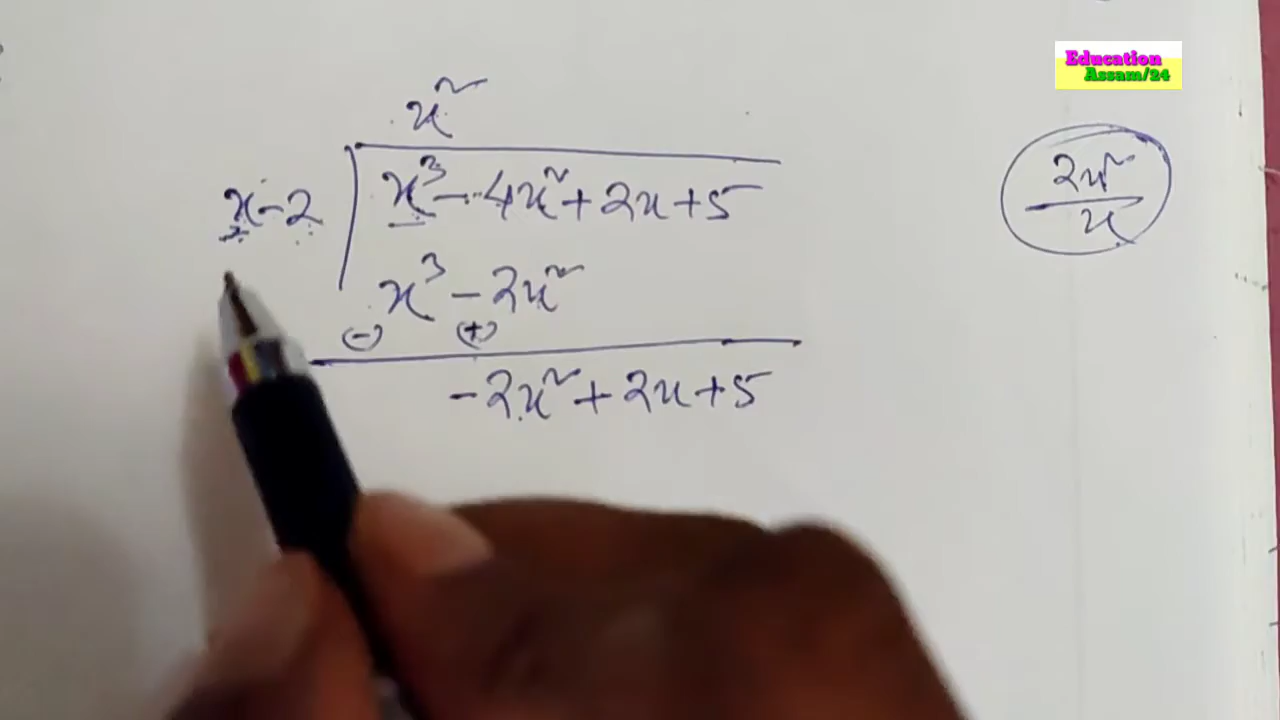 Education
Assam/24
x²
x-2 x³-4x²+2x+5
x³-2x²
(-) (+)
-2x²+2x+5
2x²
x